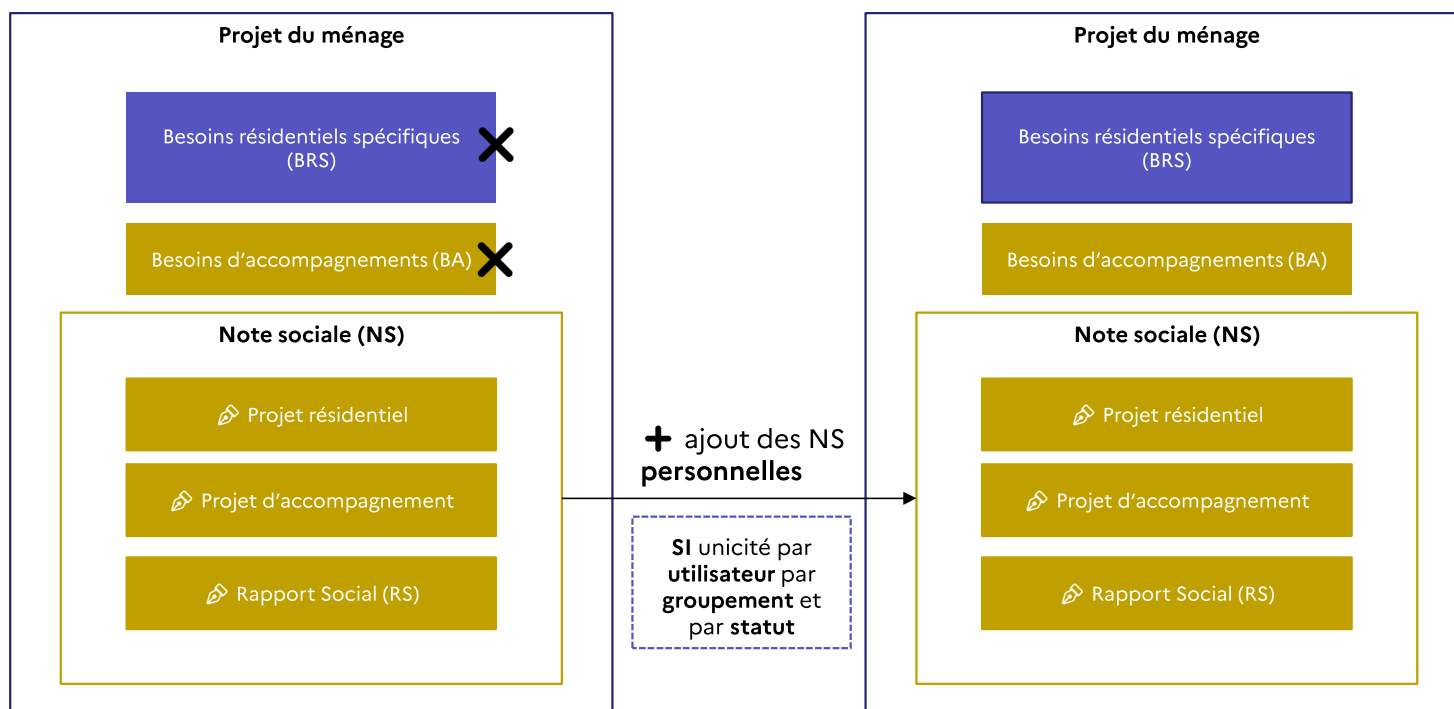 Projet du ménage
Besoins résidentiels spécifiques
(BRS)
Besoins d'accompagnements (BA)
Note sociale (NS)
Projet résidentiel
Projet d'accompagnement
Rapport Social (RS)
+ ajout des NS
personnelles
SI unicité par
utilisateur par
groupement et
par statut
Projet du ménage
Besoins résidentiels spécifiques
(BRS)
Besoins d'accompagnements (BA)
Note sociale (NS)
Projet résidentiel
Projet d'accompagnement
Rapport Social (RS)